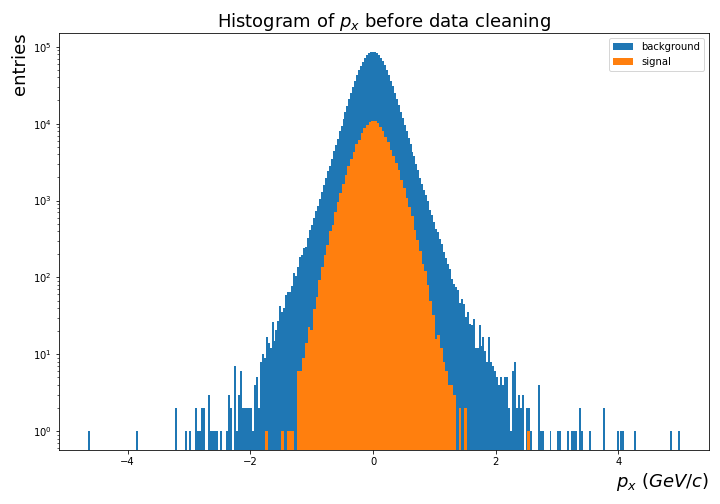 Histogram of $p_x$ before data cleaning
entries
10^5
10^4
10^3
10^2
10^1
10^0
background
signal
−4
−2
0
2
4
$p_x$ $(GeV/c)$